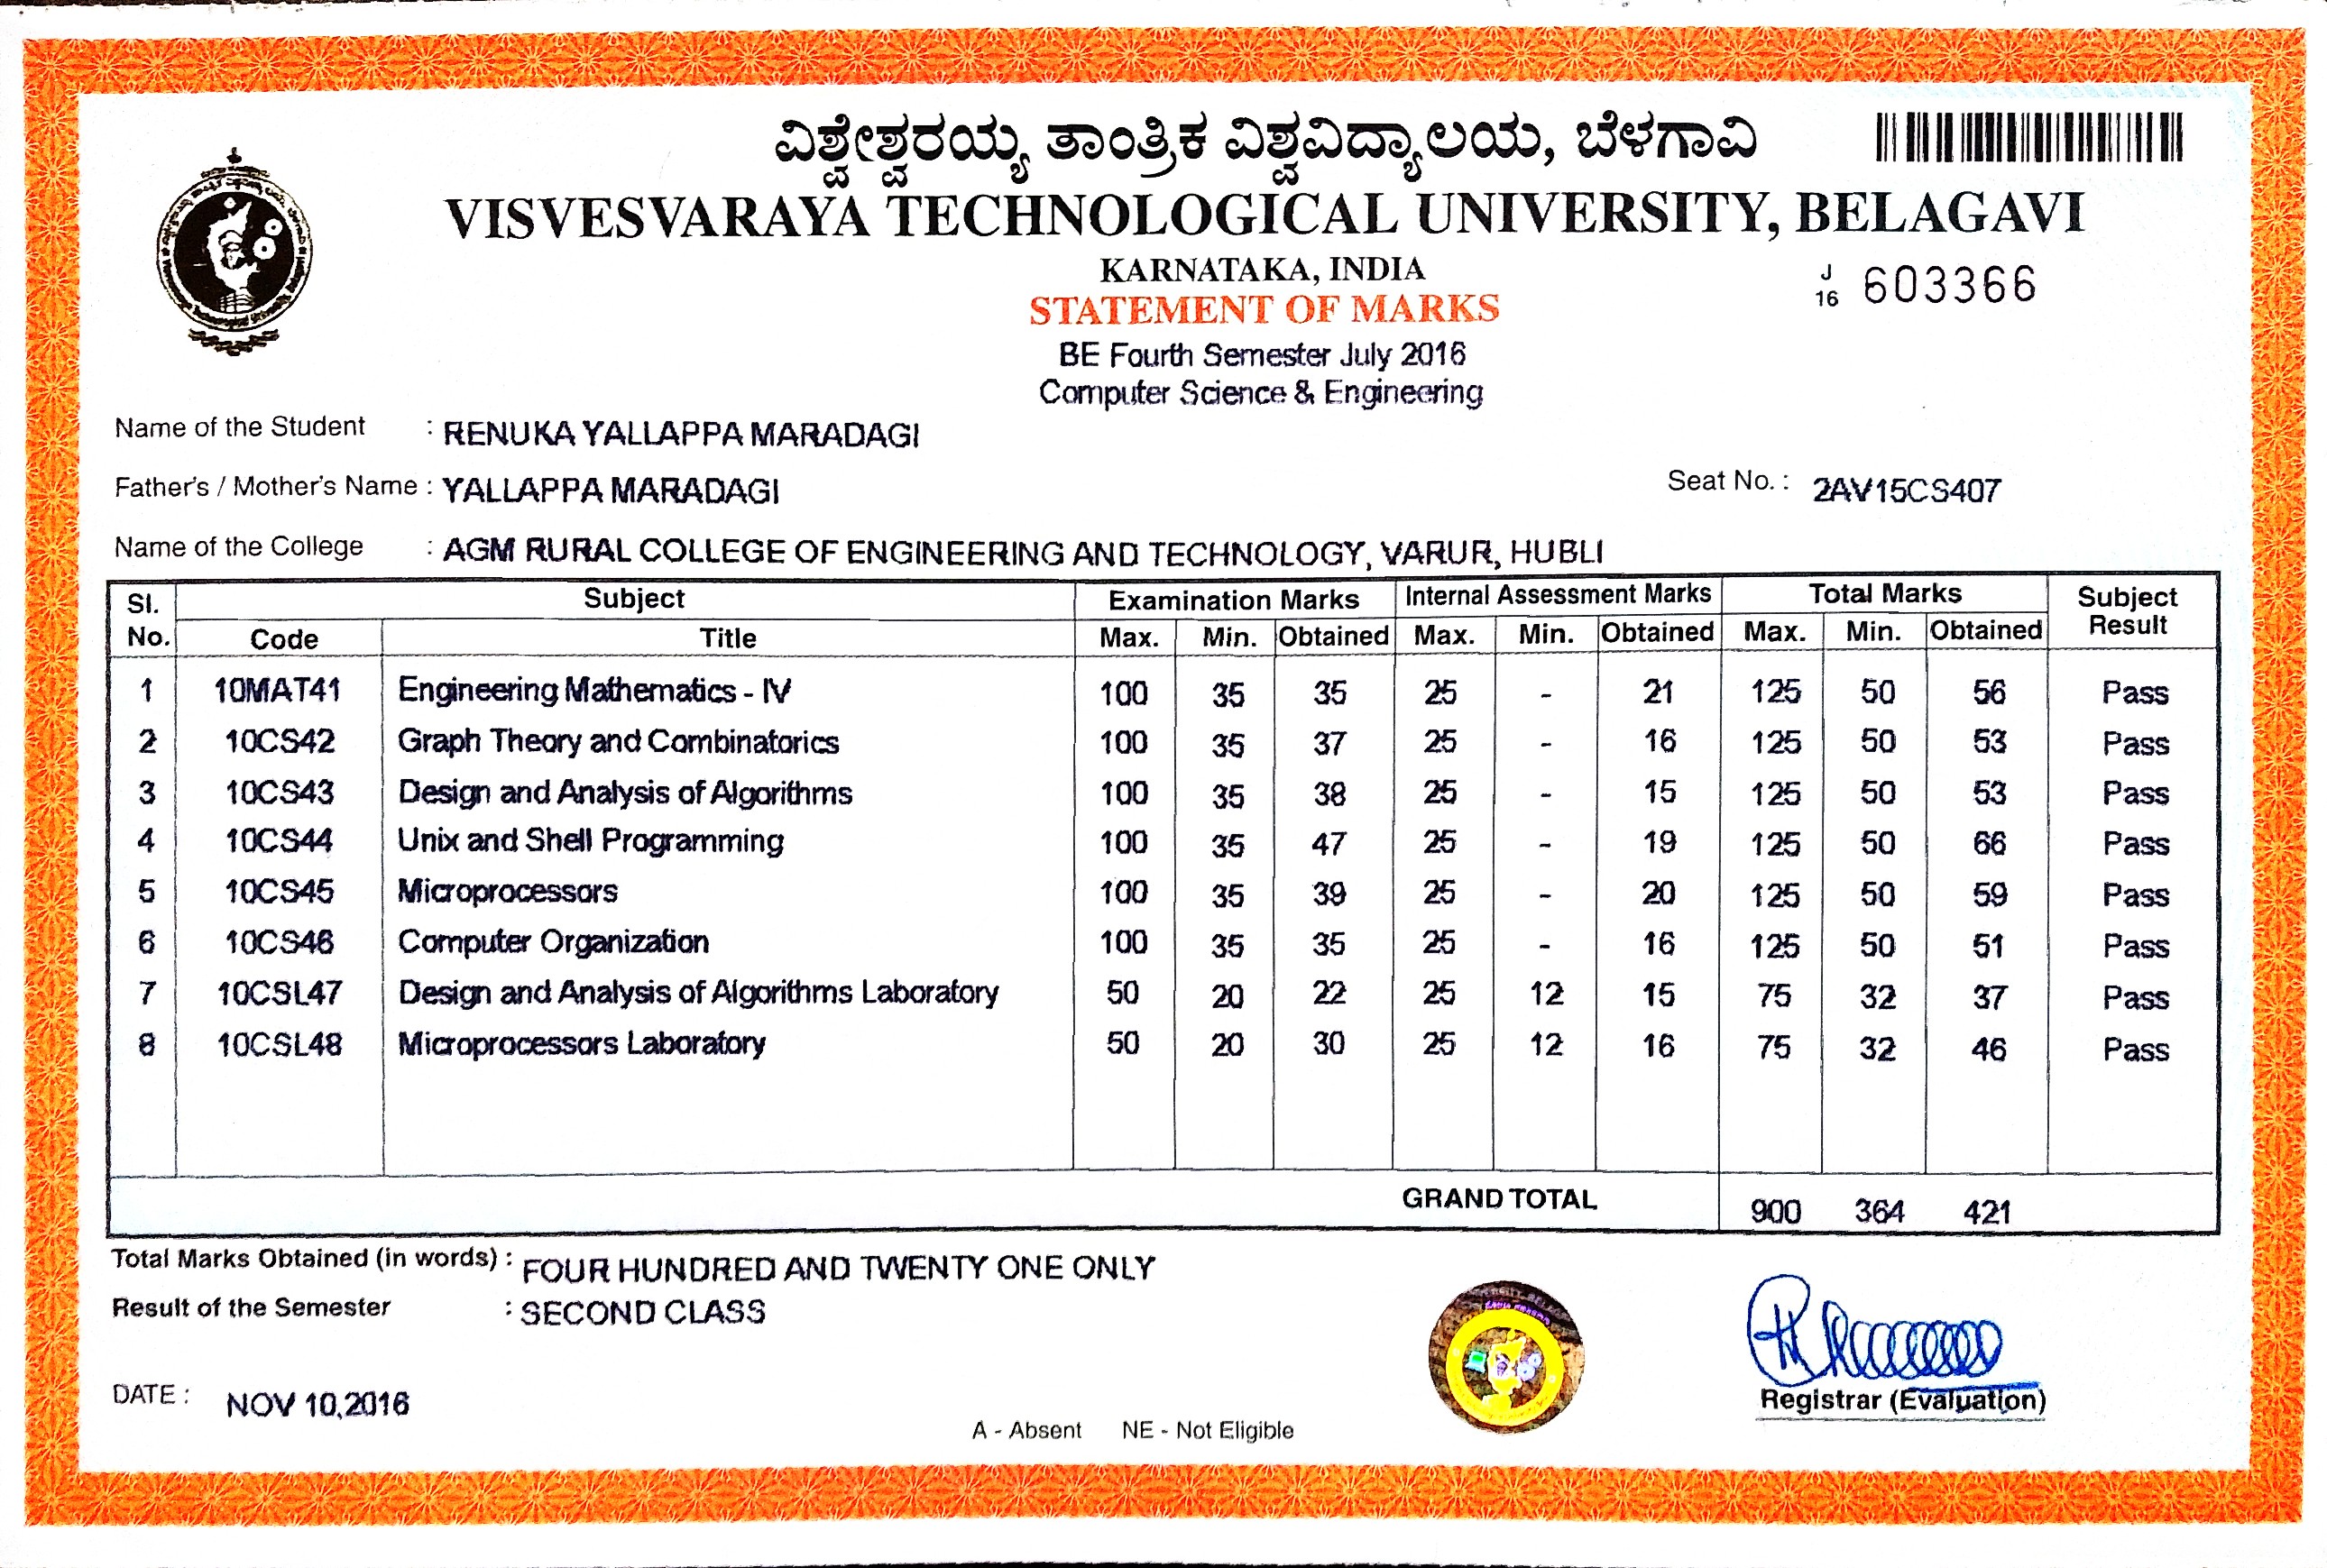 ವಿಶ್ವೇಶ್ವರಯ್ಯ ತಾಂತ್ರಿಕ ವಿಶ್ವವಿದ್ಯಾಲಯ, ಬೆಳಗಾವಿ
VISVESVARAYA TECHNOLOGICAL UNIVERSITY, BELAGAVI
KARNATAKA, INDIA
J 16 603366
STATEMENT OF MARKS
BE Fourth Semester July 2016
Computer Science & Engineering
Name of the Student : RENUKA YALLAPPA MARADAGI
Father's / Mother's Name : YALLAPPA MARADAGI Seat No. : 2AV15CS407
Name of the College : AGM RURAL COLLEGE OF ENGINEERING AND TECHNOLOGY, VARUR, HUBLI
Sl. No. Subject Examination Marks Internal Assessment Marks Total Marks Subject Result
Code Title Max. Min. Obtained Max. Min. Obtained Max. Min. Obtained
1 10MAT41 Engineering Mathematics - IV 100 35 35 25 - 21 125 50 56 Pass
2 10CS42 Graph Theory and Combinatorics 100 35 37 25 - 16 125 50 53 Pass
3 10CS43 Design and Analysis of Algorithms 100 35 38 25 - 15 125 50 53 Pass
4 10CS44 Unix and Shell Programming 100 35 47 25 - 19 125 50 66 Pass
5 10CS45 Microprocessors 100 35 39 25 - 20 125 50 59 Pass
6 10CS46 Computer Organization 100 35 35 25 - 16 125 50 51 Pass
7 10CSL47 Design and Analysis of Algorithms Laboratory 50 20 22 25 12 15 75 32 37 Pass
8 10CSL48 Microprocessors Laboratory 50 20 30 25 12 16 75 32 46 Pass
GRAND TOTAL 900 364 421
Total Marks Obtained (in words) : FOUR HUNDRED AND TWENTY ONE ONLY
Result of the Semester : SECOND CLASS
DATE : NOV 10,2016
Registrar (Evaluation)
A - Absent NE - Not Eligible